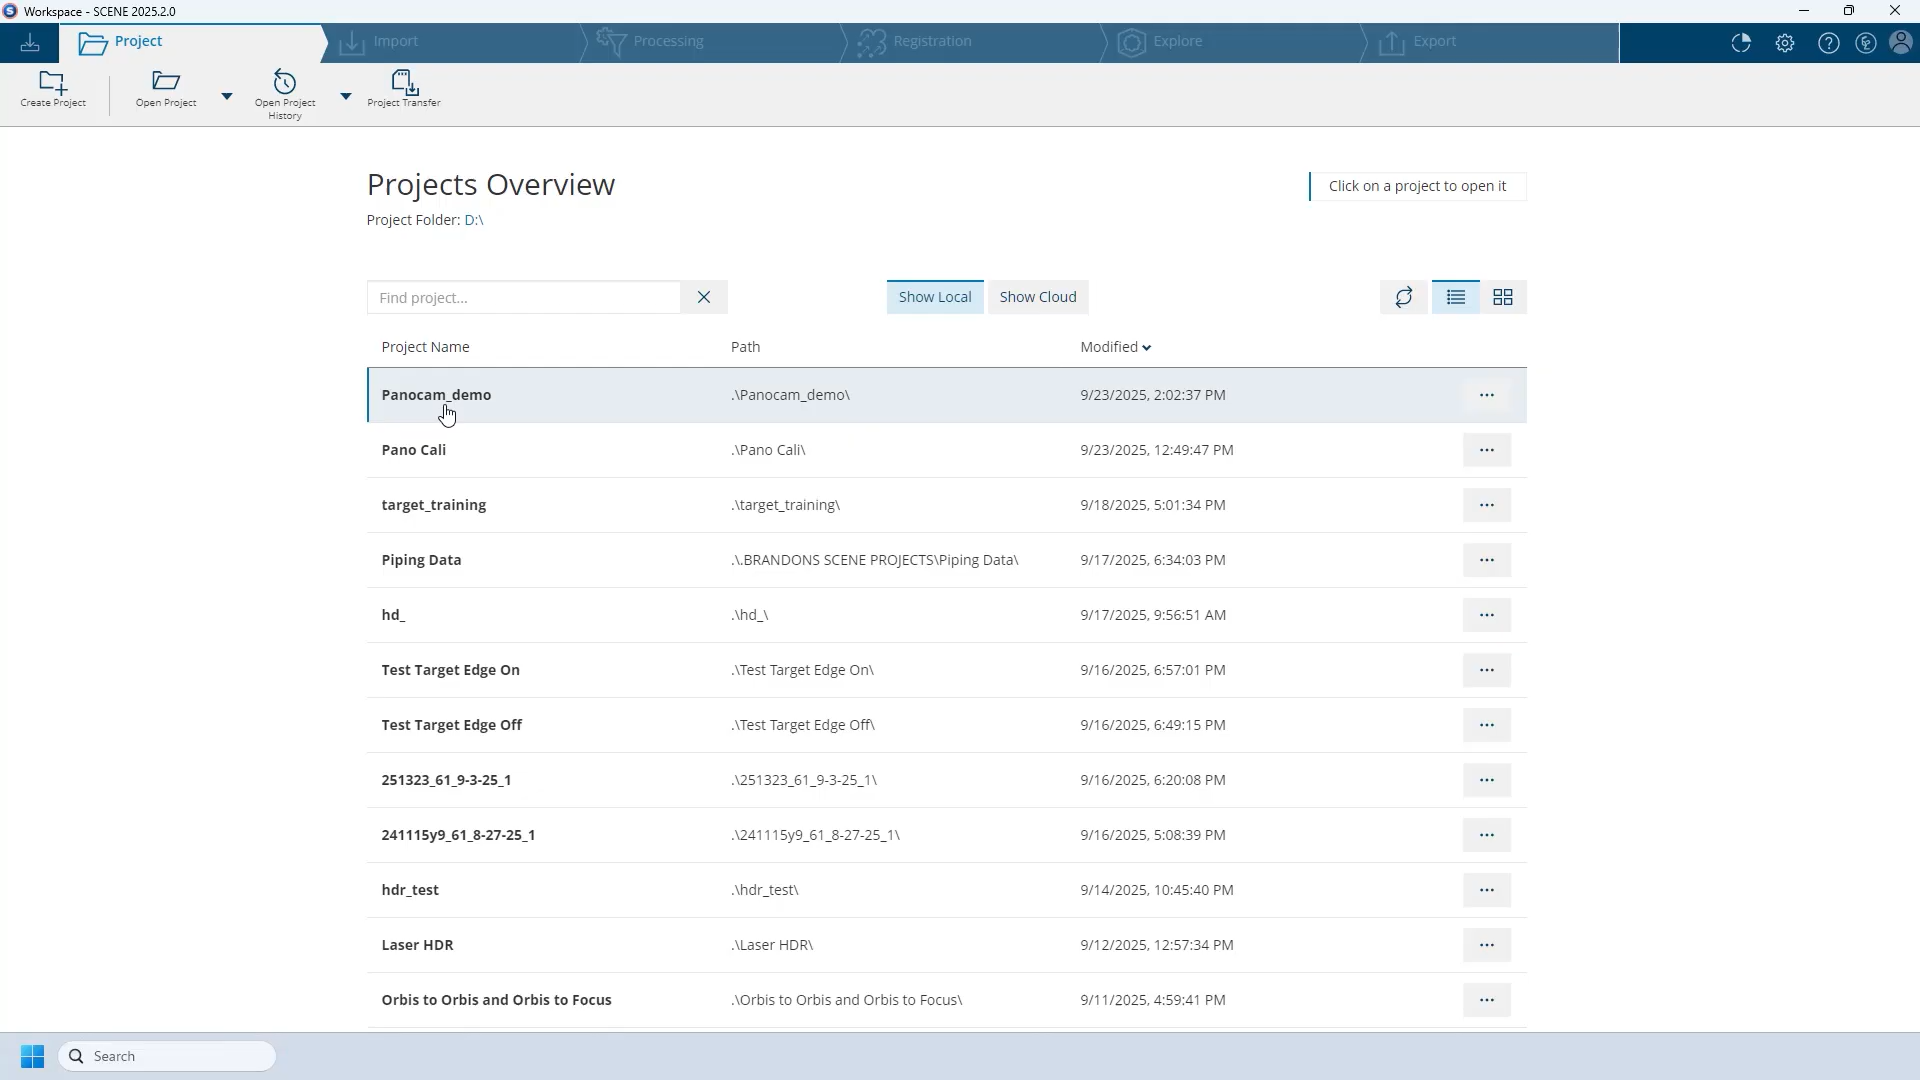 Workspace - SCENE 2025.2.0
Project
Import
Processing
Registration
Explore
Export
Create Project
Open Project
Open Project
History
Project Transfer
Projects Overview
Click on a project to open it
Project Folder: D:\
Find project...
Show Local
Show Cloud
Project Name Path Modified
Panocam_demo .\Panocam_demo\ 9/23/2025, 2:02:37 PM
Pano Cali .\Pano Cali\ 9/23/2025, 12:49:47 PM
target_training .\target_training\ 9/18/2025, 5:01:34 PM
Piping Data .\.BRANDONS SCENE PROJECTS\Piping Data\ 9/17/2025, 6:34:03 PM
hd_ .\hd_\ 9/17/2025, 9:56:51 AM
Test Target Edge On .\Test Target Edge On\ 9/16/2025, 6:57:01 PM
Test Target Edge Off .\Test Target Edge Off\ 9/16/2025, 6:49:15 PM
251323_61_9-3-25_1 .\251323_61_9-3-25_1\ 9/16/2025, 6:20:08 PM
241115y9_61_8-27-25_1 .\241115y9_61_8-27-25_1\ 9/16/2025, 5:08:39 PM
hdr_test .\hdr_test\ 9/14/2025, 10:45:40 PM
Laser HDR .\Laser HDR\ 9/12/2025, 12:57:34 PM
Orbis to Orbis and Orbis to Focus .\Orbis to Orbis and Orbis to Focus\ 9/11/2025, 4:59:41 PM
Search